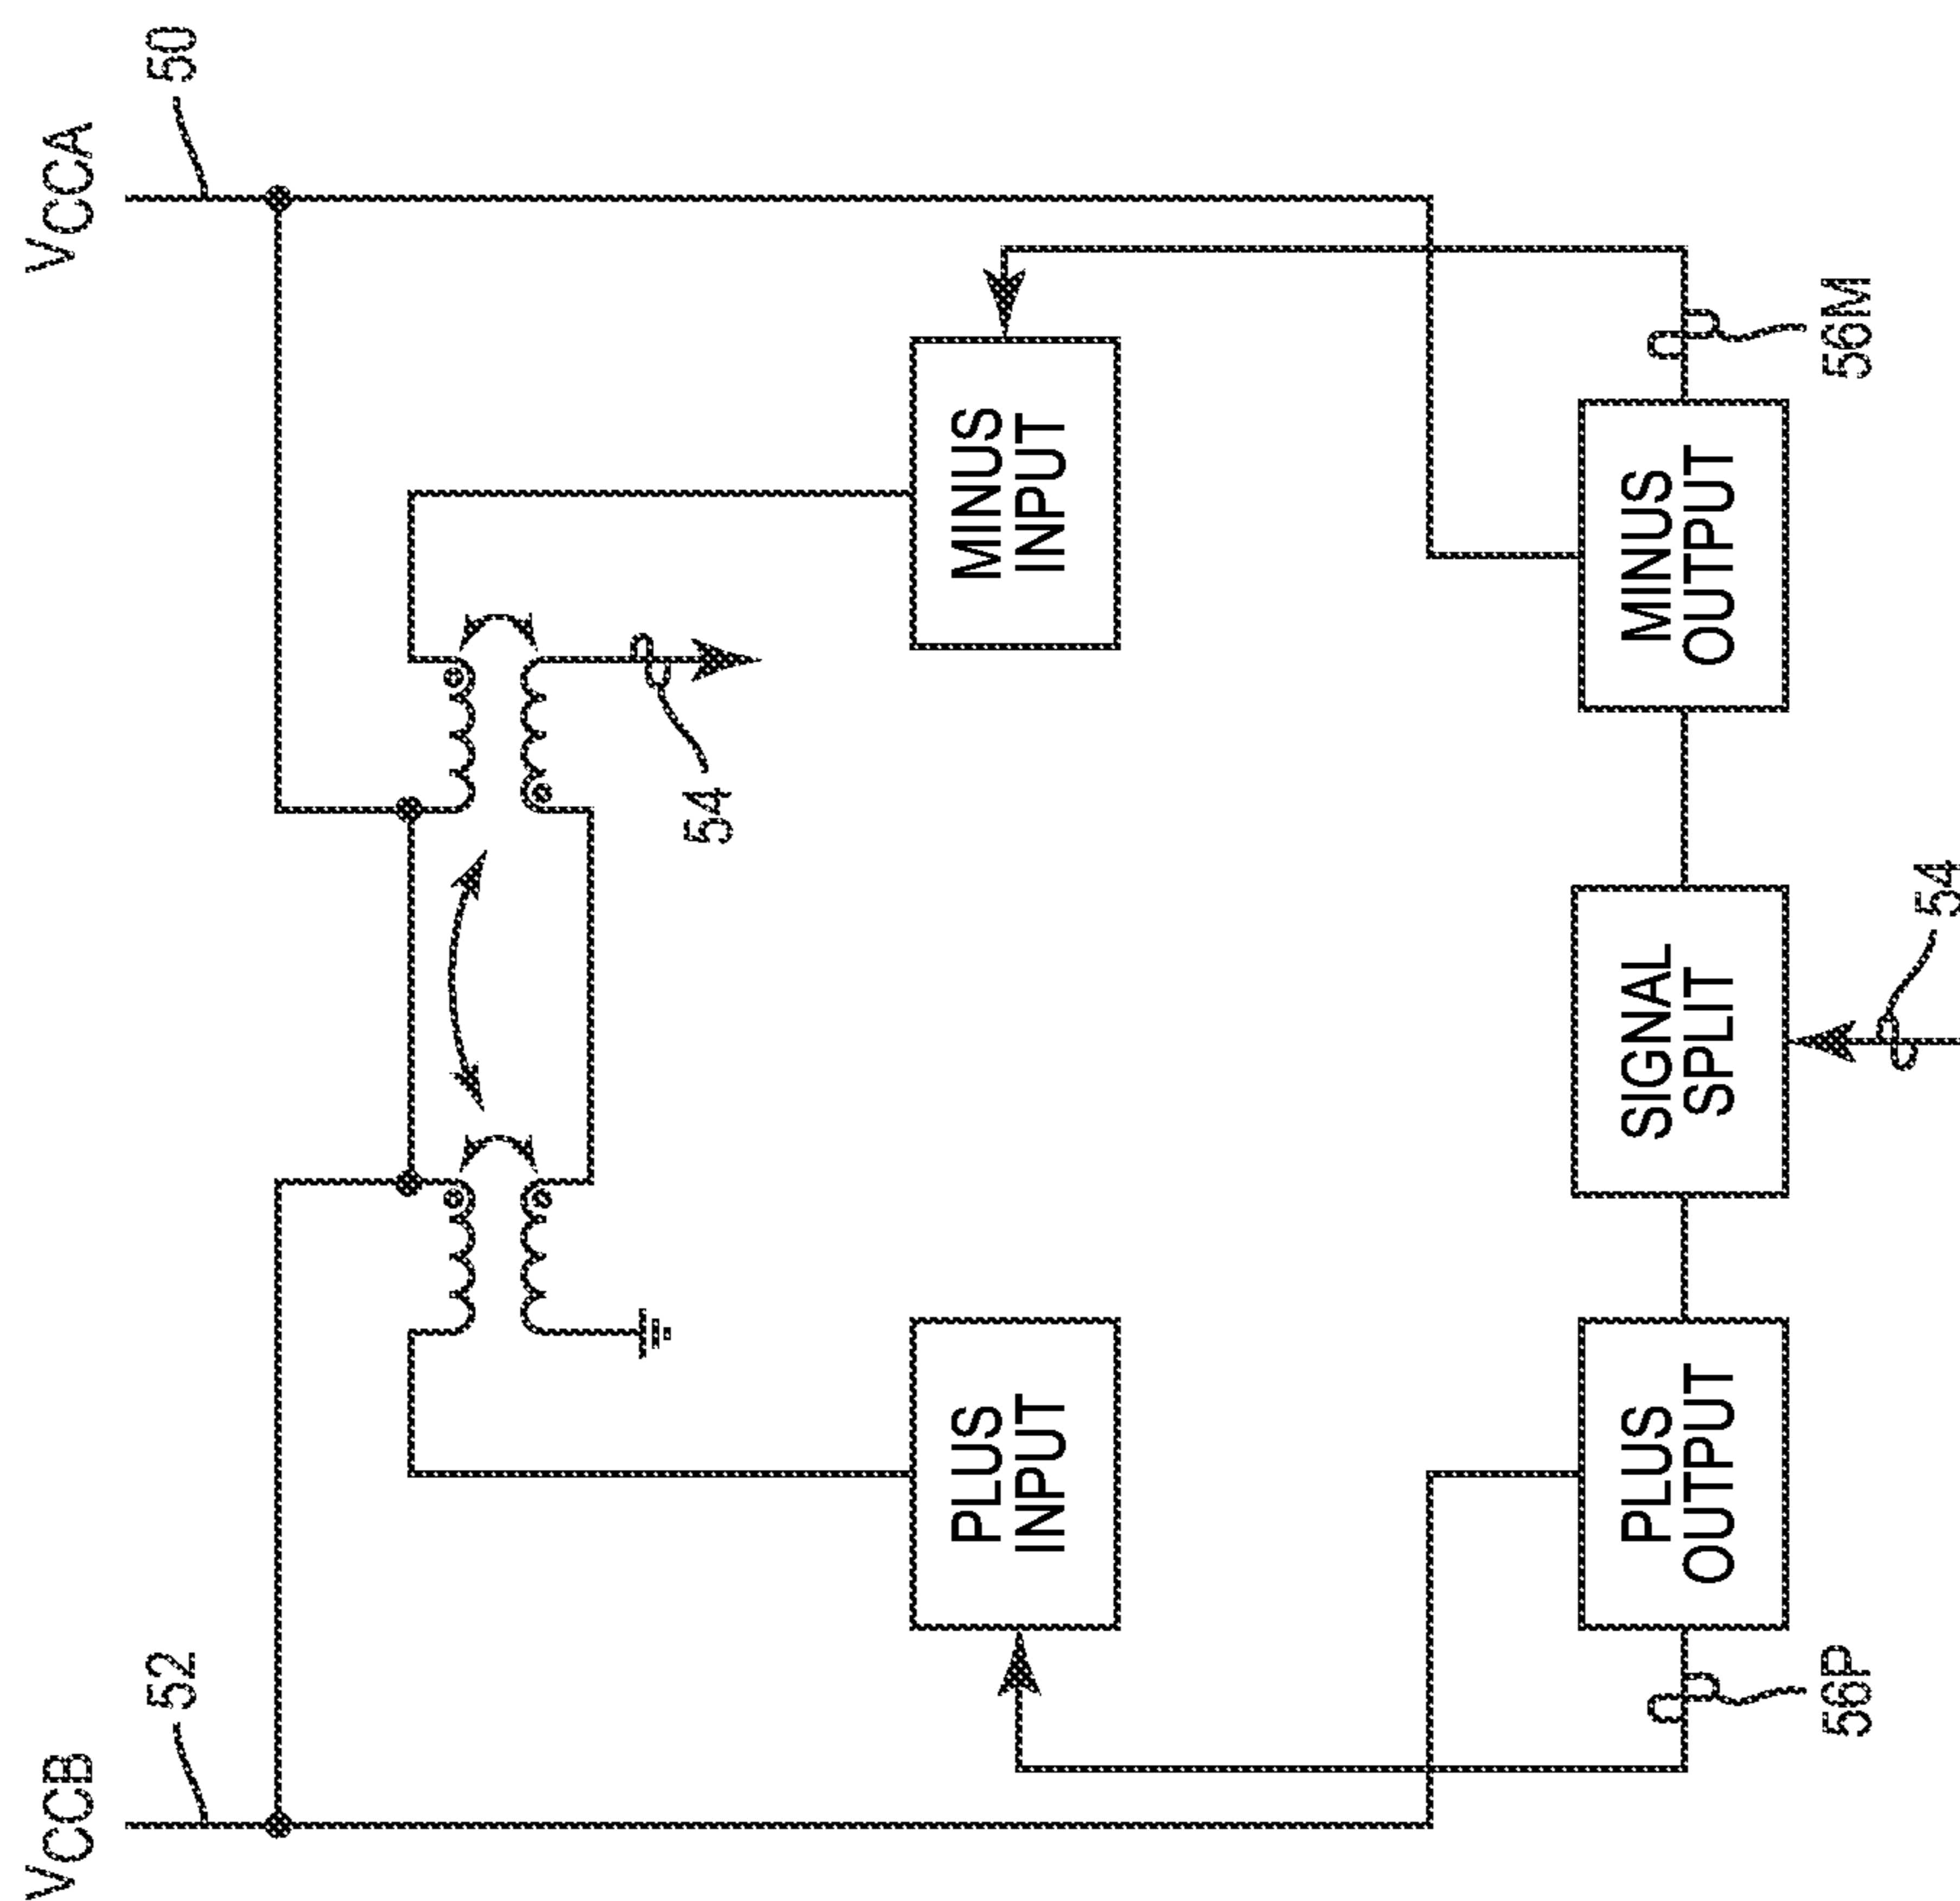 VCCB
VCCA
52
50
54
PLUS
INPUT
MINUS
INPUT
PLUS
OUTPUT
SIGNAL
SPLIT
MINUS
OUTPUT
56P
54
56M